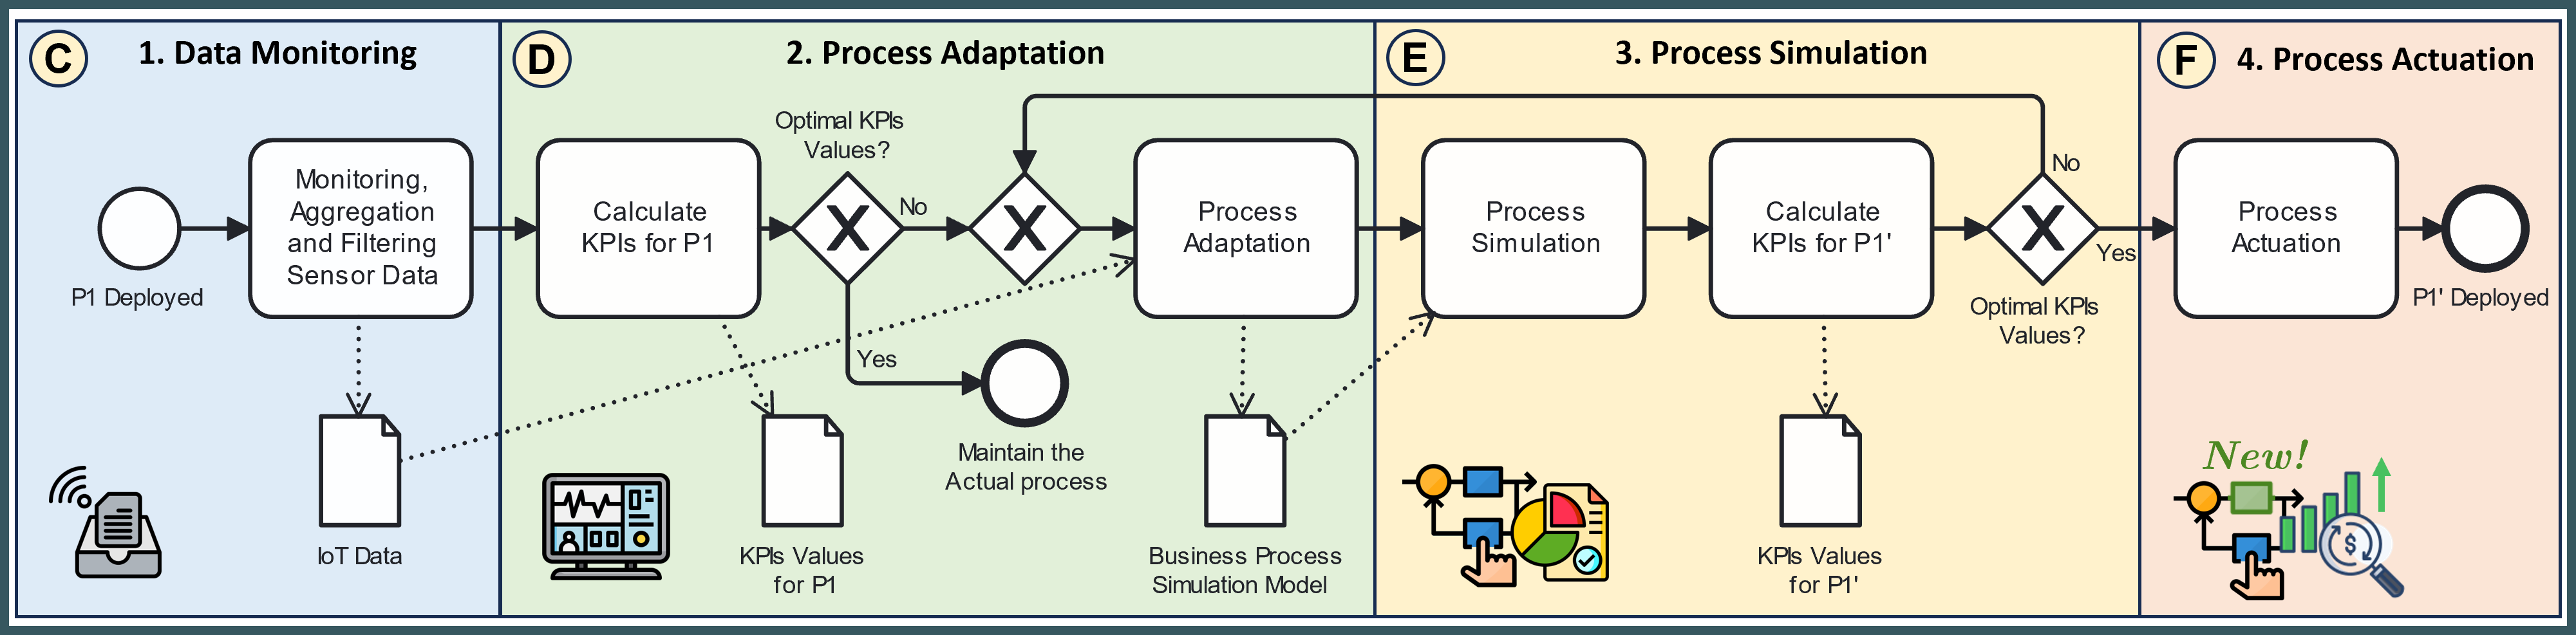 C
1. Data Monitoring
P1 Deployed
Monitoring,
Aggregation
and Filtering
Sensor Data
IoT Data
D
2. Process Adaptation
Calculate
KPIs for P1
Optimal KPIs
Values?
X
No
Yes
X
Process
Adaptation
Maintain the
Actual process
KPIs Values
for P1
Business Process
Simulation Model
E
3. Process Simulation
Process
Simulation
Calculate
KPIs for P1'
X
No
Yes
Optimal KPIs
Values?
KPIs Values
for P1'
F
4. Process Actuation
Process
Actuation
P1' Deployed
New!
$